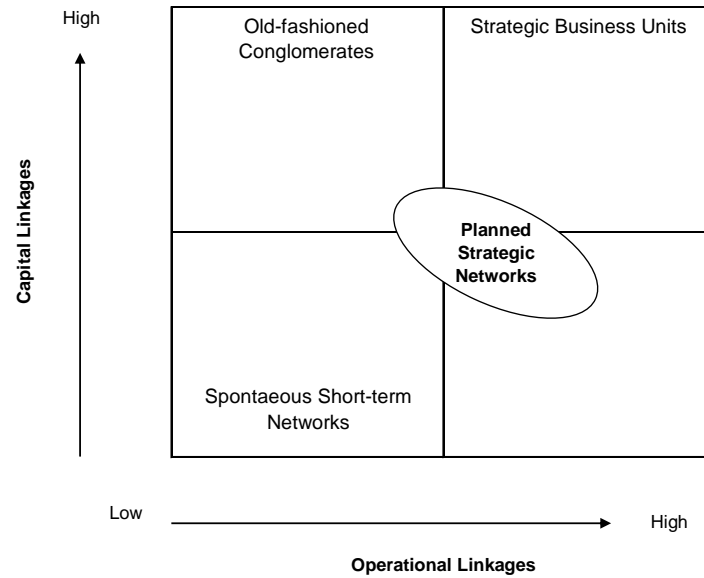 High
Old-fashioned
Conglomerates
Strategic Business Units
Capital Linkages
Planned
Strategic
Networks
Spontaeous Short-term
Networks
Low
High
Operational Linkages